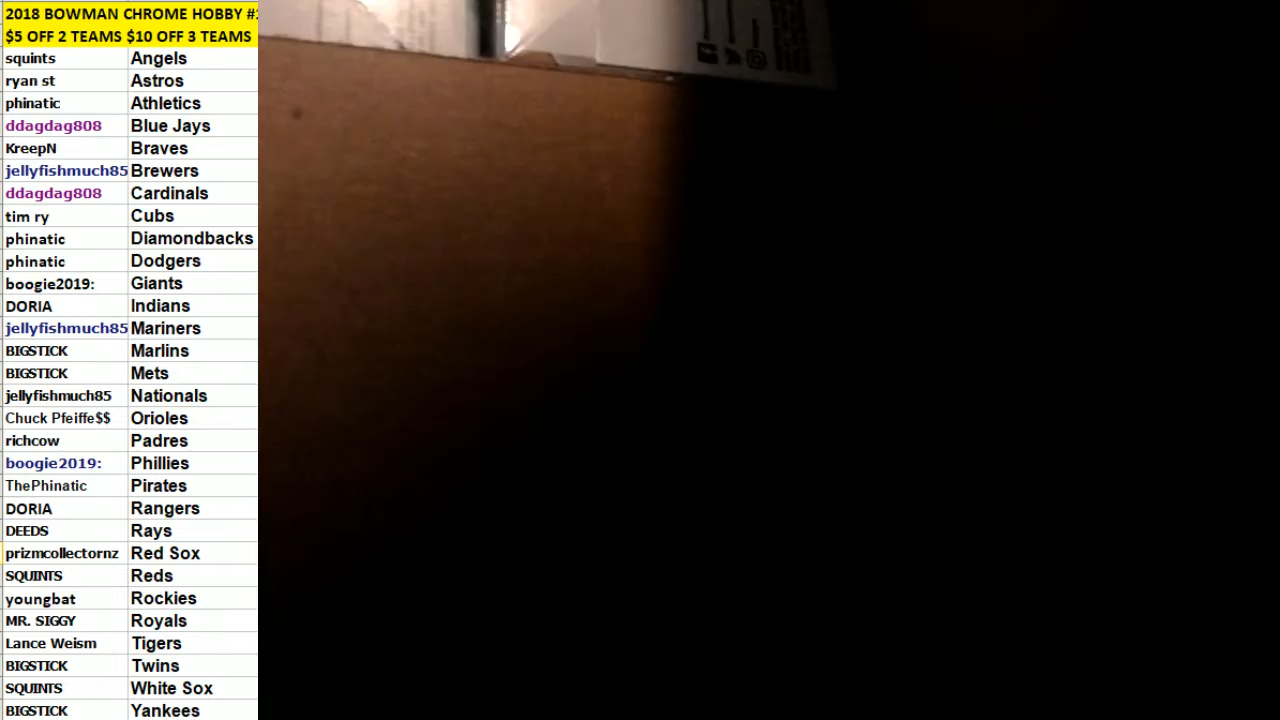 2018 BOWMAN CHROME HOBBY #
$5 OFF 2 TEAMS $10 OFF 3 TEAMS
squints Angels
ryan st Astros
phinatic Athletics
ddagdag808 Blue Jays
KreepN Braves
jellyfishmuch85 Brewers
ddagdag808 Cardinals
tim ry Cubs
phinatic Diamondbacks
phinatic Dodgers
boogie2019: Giants
DORIA Indians
jellyfishmuch85 Mariners
BIGSTICK Marlins
BIGSTICK Mets
jellyfishmuch85 Nationals
Chuck Pfeiffe$$ Orioles
richcow Padres
boogie2019: Phillies
ThePhinatic Pirates
DORIA Rangers
DEEDS Rays
prizmcollectornz Red Sox
SQUINTS Reds
youngbat Rockies
MR. SIGGY Royals
Lance Weism Tigers
BIGSTICK Twins
SQUINTS White Sox
BIGSTICK Yankees